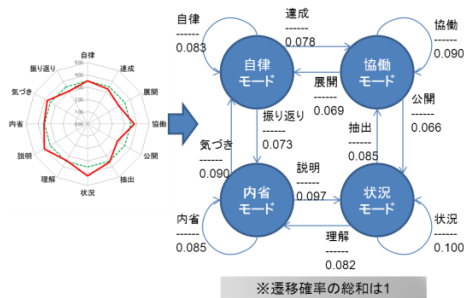 自律
達成
展開
協働
公開
抽出
状況
理解
説明
内省
気づき
振り返り
自律
------
0.083
達成
------
0.078
協働
------
0.090
自律
モード
協働
モード
展開
------
0.069
公開
------
0.066
振り返り
------
0.073
気づき
------
0.090
抽出
------
0.085
説明
------
0.097
内省
モード
状況
モード
内省
------
0.085
理解
------
0.082
状況
------
0.100
※遷移確率の総和は1